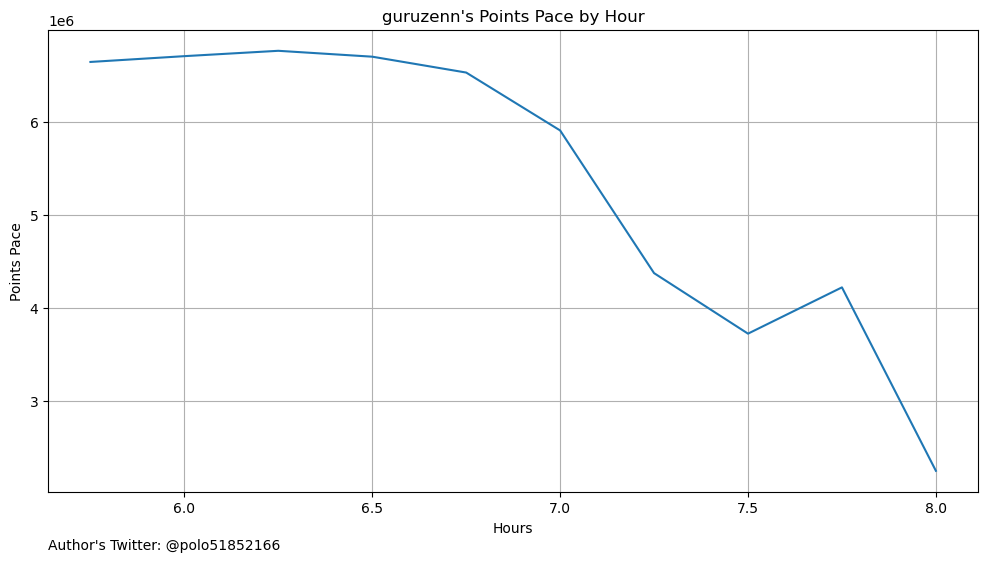 guruzenn's Points Pace by Hour
1e6
6
5
4
3
Points Pace
6.0 6.5 7.0 7.5 8.0
Hours
Author's Twitter: @polo51852166